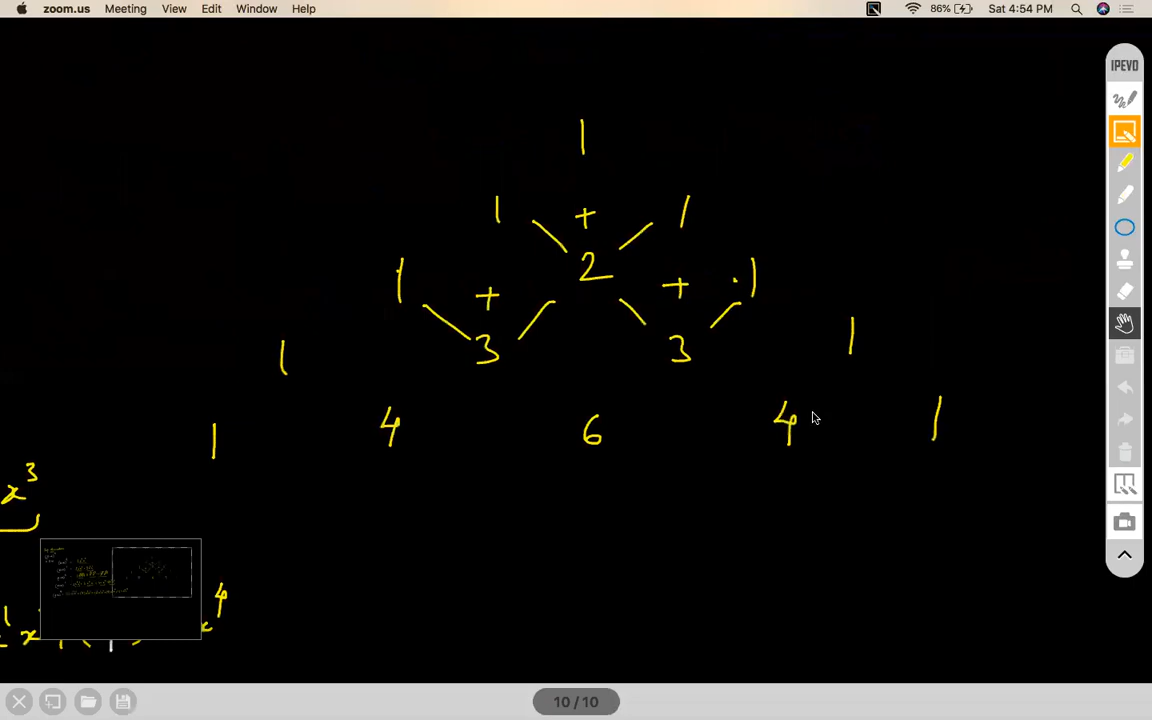 zoom.us Meeting View Edit Window Help 86% Sat 4:54 PM
IPEVO
1
1 + 1
2
1 + + 1
1 3 3 1
1 4 6 4 1
x³
x 4
10 / 10